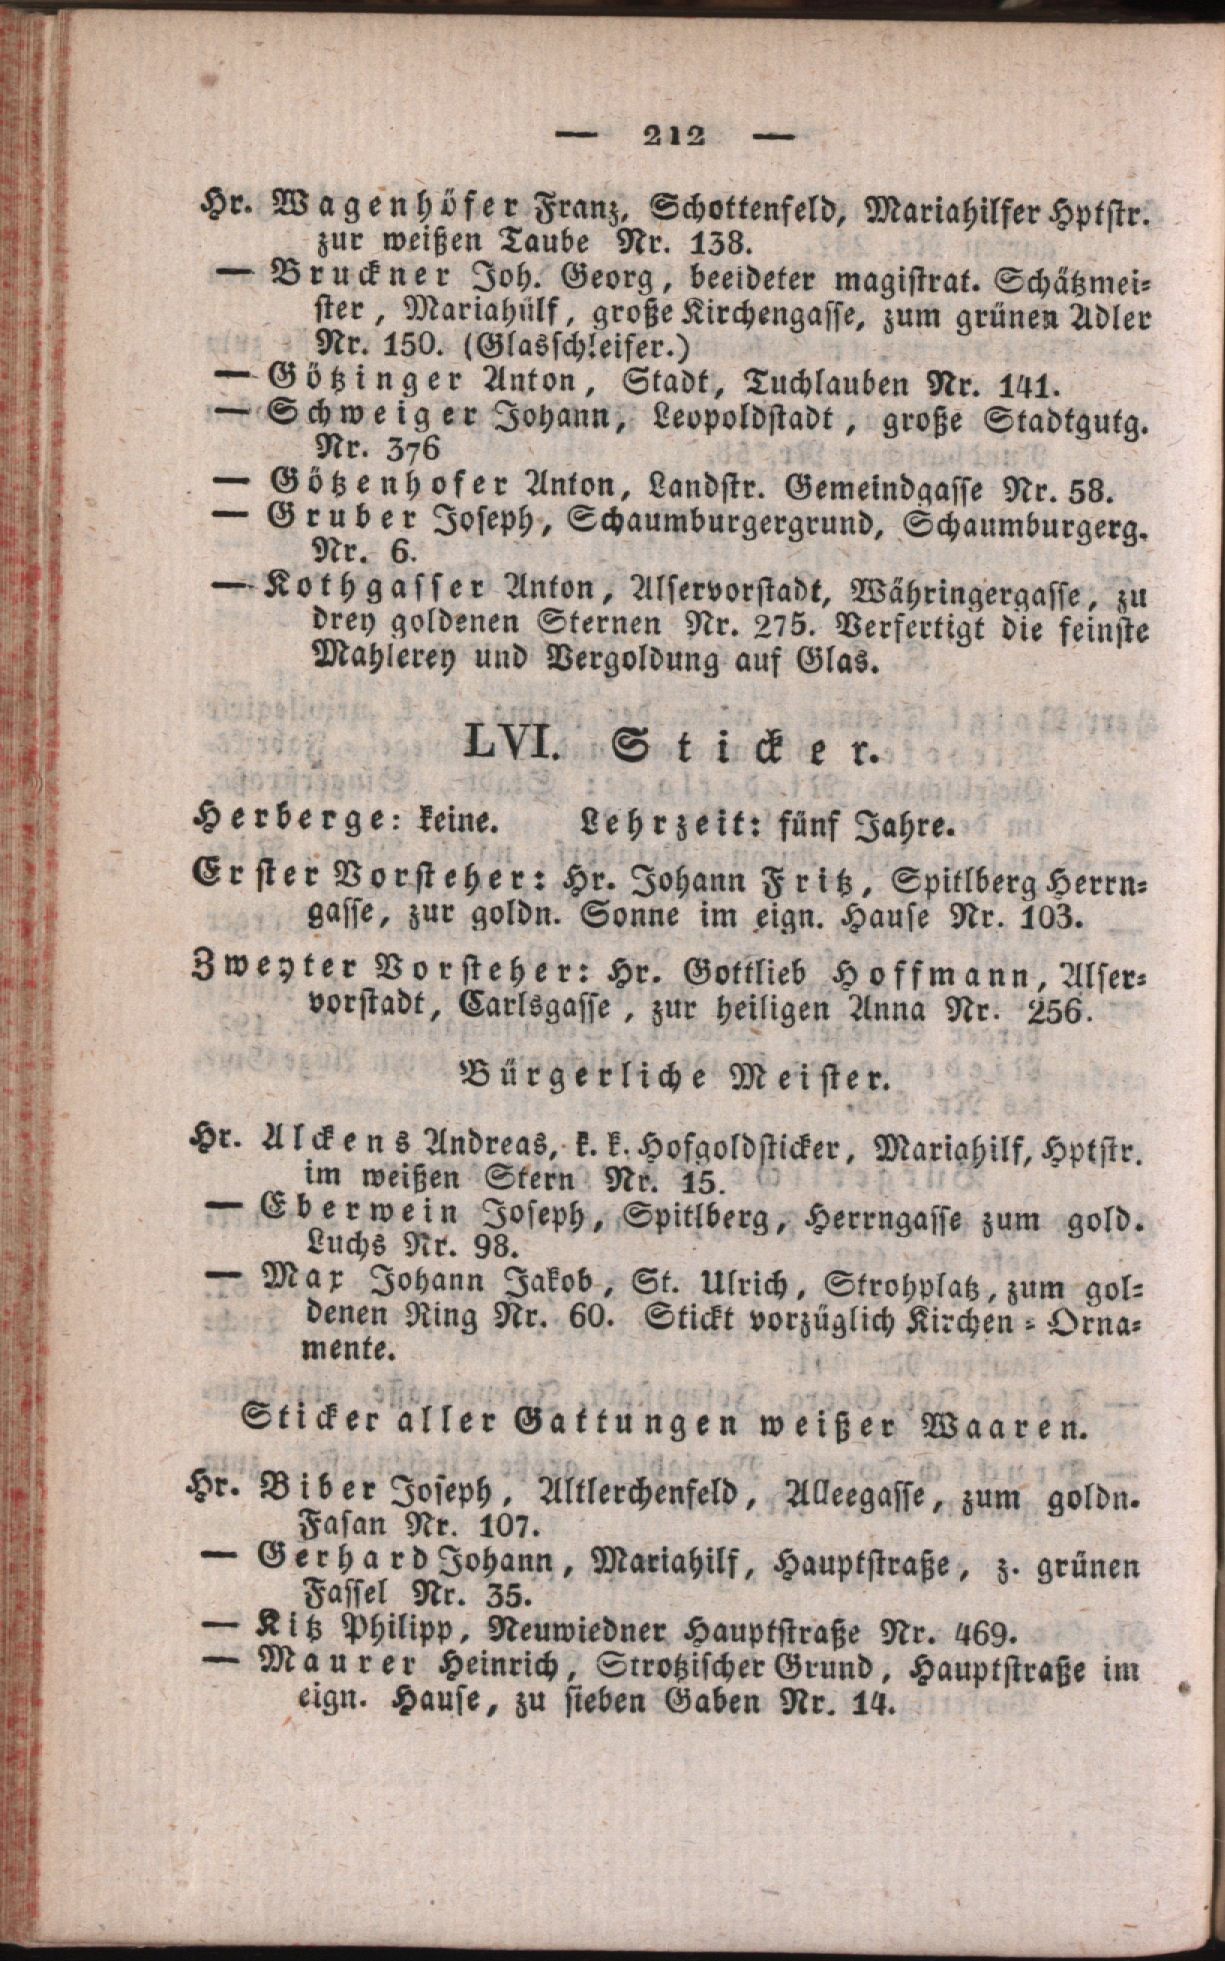 — 212 —
Hr. Wagenhöfer Franz, Schottenfeld, Mariahilfer Hptstr.
zur weißen Taube Nr. 138.
— Bruckner Joh. Georg, beeideter magistrat. Schätzmei-
ster, Mariahülf, große Kirchengasse, zum grünen Adler
Nr. 150. (Glasschleifer.)
— Götzinger Anton, Stadt, Tuchlauben Nr. 141.
— Schweiger Johann, Leopoldstadt, große Stadtgutg.
Nr. 376
— Götzenhofer Anton, Landstr. Gemeindgasse Nr. 58.
— Gruber Joseph, Schaumburgergrund, Schaumburgerg.
Nr. 6.
— Kothgasser Anton, Alservorstadt, Währingergasse, zu
drey goldenen Sternen Nr. 275. Verfertigt die feinste
Mahlerey und Vergoldung auf Glas.
LVI. Sticker.
Herberge: keine. Lehrzeit: fünf Jahre.
Erster Vorsteher: Hr. Johann Fritz, Spitlberg Herrn-
gasse, zur goldn. Sonne im eign. Hause Nr. 103.
Zweyter Vorsteher: Hr. Gottlieb Hoffmann, Alser-
vorstadt, Carlsgasse, zur heiligen Anna Nr. 256.
Bürgerliche Meister.
Hr. Alckens Andreas, k. k. Hofgoldsticker, Mariahilf, Hptstr.
im weißen Stern Nr. 15.
— Eberwein Joseph, Spitlberg, Herrngasse zum gold.
Luchs Nr. 98.
— Max Johann Jakob, St. Ulrich, Strohplatz, zum gol-
denen Ring Nr. 60. Stickt vorzüglich Kirchen-Orna-
mente.
Sticker aller Gattungen weißer Waaren.
Hr. Biber Joseph, Altlerchenfeld, Alleegasse, zum goldn.
Fasan Nr. 107.
— Gerhard Johann, Mariahilf, Hauptstraße, z. grünen
Fassel Nr. 35.
— Kitz Philipp, Neuwiedner Hauptstraße Nr. 469.
— Maurer Heinrich, Strotzischer Grund, Hauptstraße im
eign. Hause, zu sieben Gaben Nr. 14.